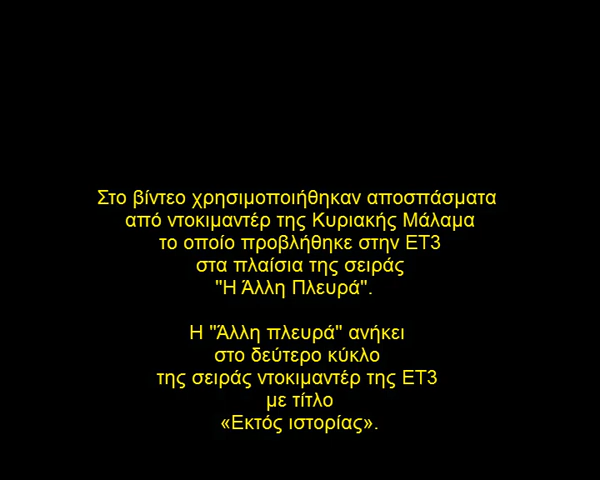 Στο βίντεο χρησιμοποιήθηκαν αποσπάσματα
από ντοκιμαντέρ της Κυριακής Μάλαμα
το οποίο προβλήθηκε στην ΕΤ3
στα πλαίσια της σειράς
"Η Άλλη Πλευρά".
Η "Άλλη πλευρά" ανήκει
στο δεύτερο κύκλο
της σειράς ντοκιμαντέρ της ΕΤ3
με τίτλο
«Εκτός ιστορίας».